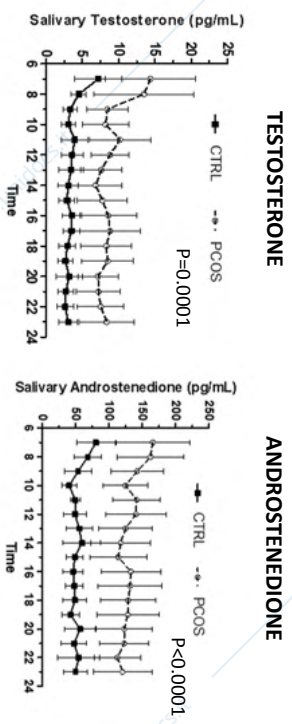 TESTOSTERONE
Salivary Testosterone (pg/mL)
25
20
15
10
5
0
CTRL
PCOS
P=0.0001
6
8
10
12
14
16
18
20
22
24
Time
ANDROSTENEDIONE
Salivary Androstenedione (pg/mL)
250
200
150
100
50
0
CTRL
PCOS
P<0.0001
6
8
10
12
14
16
18
20
22
24
Time